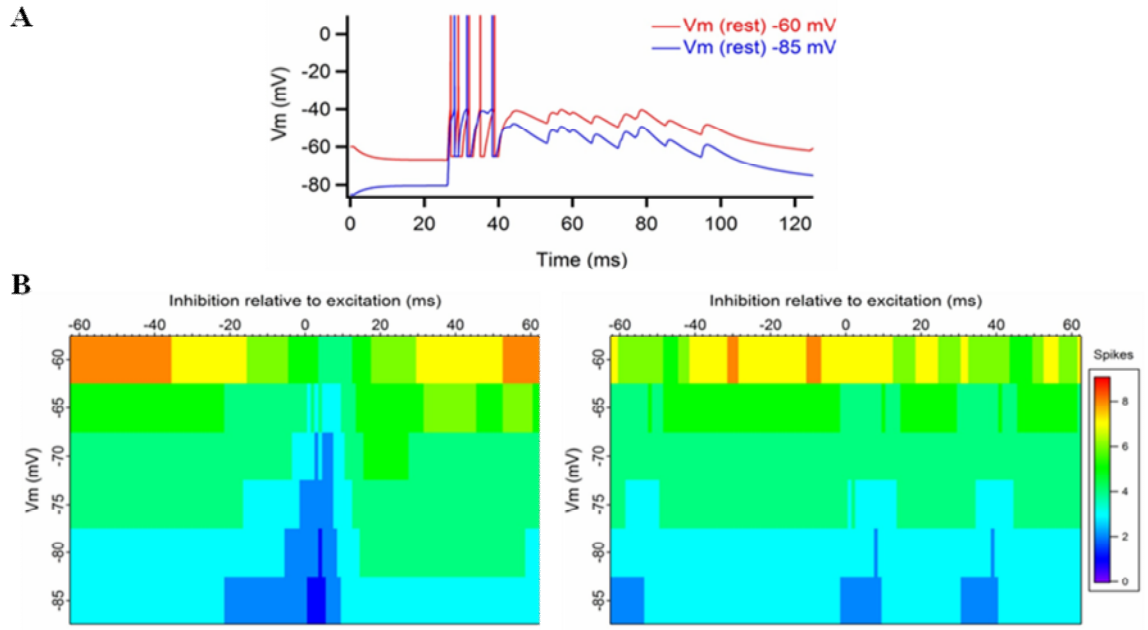 A
Vm (rest) -60 mV
Vm (rest) -85 mV
Vm (mV)
0
-20
-40
-60
-80
0 20 40 60 80 100 120
Time (ms)
B
Inhibition relative to excitation (ms)
-60 -40 -20 0 20 40 60
Vm (mV)
-60
-65
-70
-75
-80
-85
Inhibition relative to excitation (ms)
-60 -40 -20 0 20 40 60
Vm (mV)
-60
-65
-70
-75
-80
-85
Spikes
8
6
4
2
0